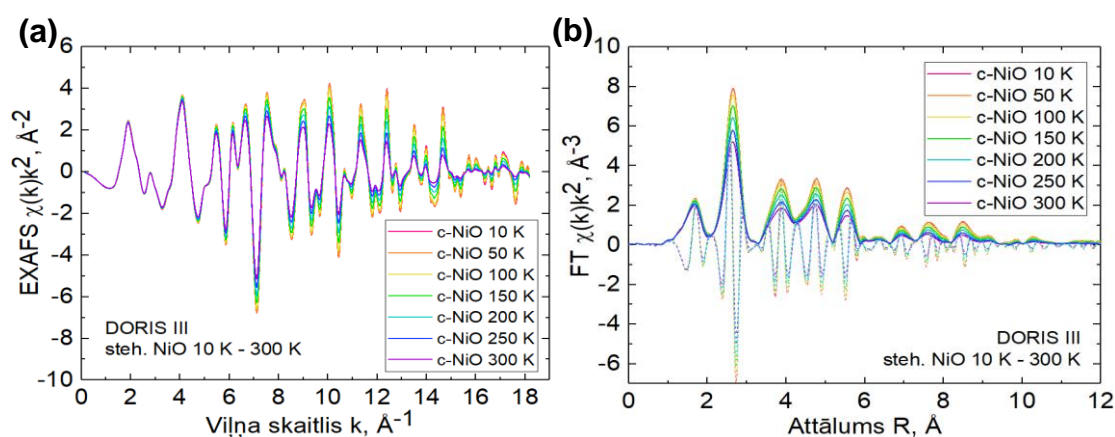 (a)
6
4
2
0
-2
-4
-6
-8
-10
EXAFS χ(k)k², Å⁻²
0 2 4 6 8 10 12 14 16 18
Viļņa skaitlis k, Å⁻¹
DORIS III
steh. NiO 10 K - 300 K
c-NiO 10 K
c-NiO 50 K
c-NiO 100 K
c-NiO 150 K
c-NiO 200 K
c-NiO 250 K
c-NiO 300 K
(b)
10
8
6
4
2
0
-2
-4
-6
FT χ(k)k², Å⁻³
0 2 4 6 8 10 12
Attālums R, Å
c-NiO 10 K
c-NiO 50 K
c-NiO 100 K
c-NiO 150 K
c-NiO 200 K
c-NiO 250 K
c-NiO 300 K
DORIS III
steh. NiO 10 K - 300 K